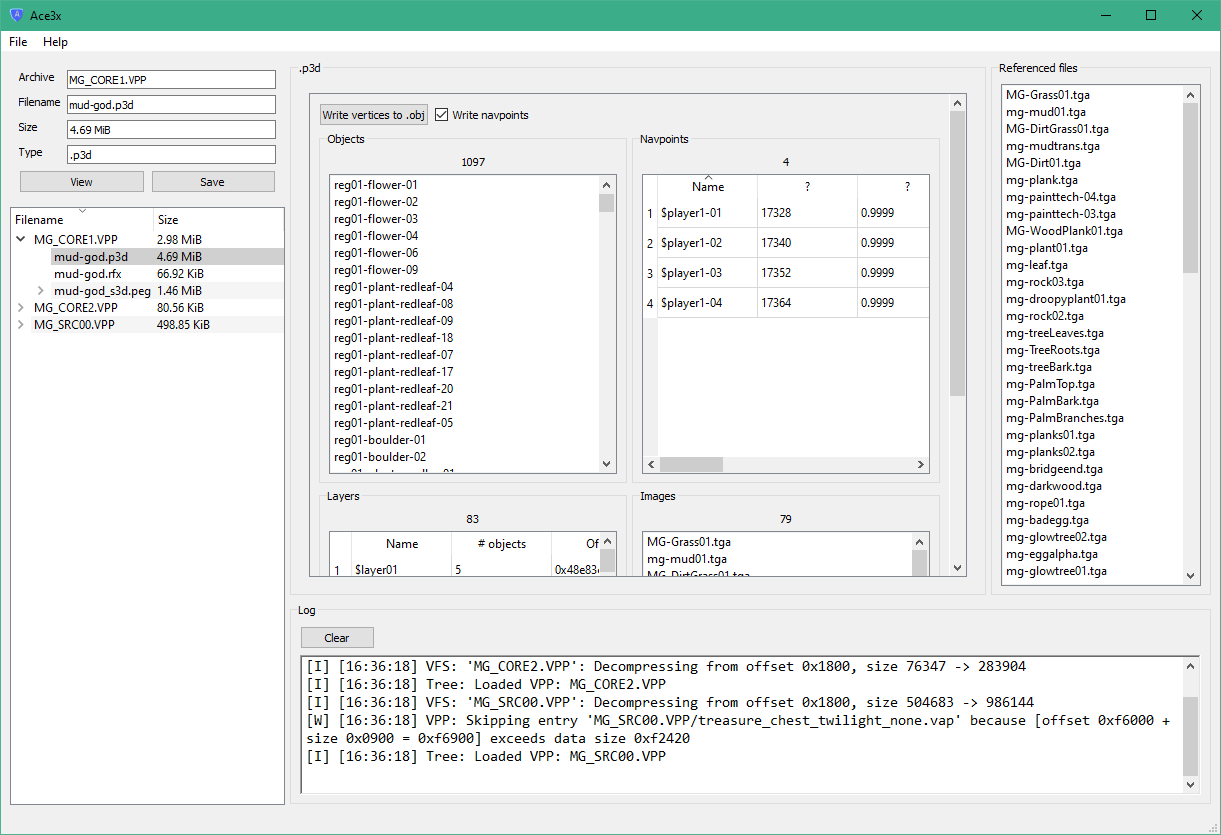 Ace3x
File Help
Archive MG_CORE1.VPP
Filename mud-god.p3d
Size 4.69 MiB
Type .p3d
View Save
Filename Size
MG_CORE1.VPP 2.98 MiB
mud-god.p3d 4.69 MiB
mud-god.rfx 66.92 KiB
mud-god_s3d.peg 1.46 MiB
MG_CORE2.VPP 80.56 KiB
MG_SRC00.VPP 498.85 KiB
.p3d
Write vertices to .obj Write navpoints
Objects
1097
reg01-flower-01
reg01-flower-02
reg01-flower-03
reg01-flower-04
reg01-flower-06
reg01-flower-09
reg01-plant-redleaf-04
reg01-plant-redleaf-08
reg01-plant-redleaf-09
reg01-plant-redleaf-18
reg01-plant-redleaf-07
reg01-plant-redleaf-17
reg01-plant-redleaf-20
reg01-plant-redleaf-21
reg01-plant-redleaf-05
reg01-boulder-01
reg01-boulder-02
Navpoints
4
Name ? ?
1 $player1-01 17328 0.9999
2 $player1-02 17340 0.9999
3 $player1-03 17352 0.9999
4 $player1-04 17364 0.9999
Layers
83
Name # objects Of
1 $layer01 5 0x48e83
Images
79
MG-Grass01.tga
mg-mud01.tga
MG-DirtGrass01.tga
Referenced files
MG-Grass01.tga
mg-mud01.tga
MG-DirtGrass01.tga
mg-mudtrans.tga
MG-Dirt01.tga
mg-plank.tga
mg-painttech-04.tga
mg-painttech-03.tga
MG-WoodPlank01.tga
mg-plant01.tga
mg-leaf.tga
mg-rock03.tga
mg-droopyplant01.tga
mg-rock02.tga
mg-treeLeaves.tga
mg-TreeRoots.tga
mg-treeBark.tga
mg-PalmTop.tga
mg-PalmBark.tga
mg-PalmBranches.tga
mg-planks01.tga
mg-planks02.tga
mg-bridgeend.tga
mg-darkwood.tga
mg-rope01.tga
mg-badegg.tga
mg-glowtree02.tga
mg-eggalpha.tga
mg-glowtree01.tga
Log
Clear
[I] [16:36:18] VFS: 'MG_CORE2.VPP': Decompressing from offset 0x1800, size 76347 -> 283904
[I] [16:36:18] Tree: Loaded VPP: MG_CORE2.VPP
[I] [16:36:18] VFS: 'MG_SRC00.VPP': Decompressing from offset 0x1800, size 504683 -> 986144
[W] [16:36:18] VPP: Skipping entry 'MG_SRC00.VPP/treasure_chest_twilight_none.vap' because [offset 0xf6000 +
size 0x0900 = 0xf6900] exceeds data size 0xf2420
[I] [16:36:18] Tree: Loaded VPP: MG_SRC00.VPP